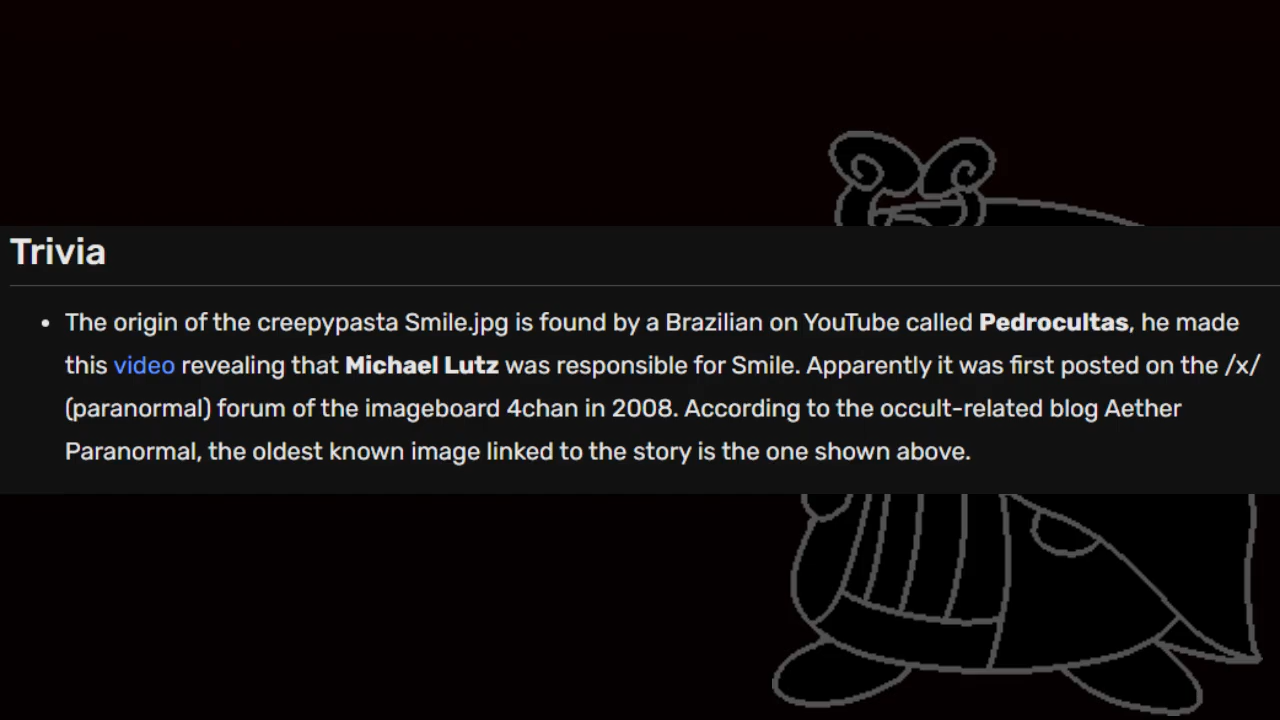 Trivia
• The origin of the creepypasta Smile.jpg is found by a Brazilian on YouTube called Pedrocultas, he made
this video revealing that Michael Lutz was responsible for Smile. Apparently it was first posted on the /x/
(paranormal) forum of the imageboard 4chan in 2008. According to the occult-related blog Aether
Paranormal, the oldest known image linked to the story is the one shown above.